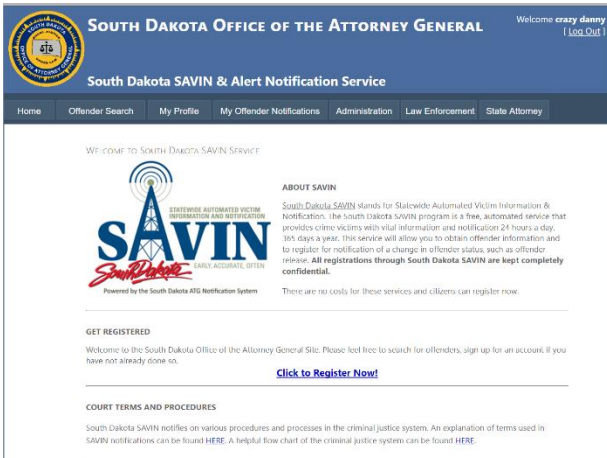 SOUTH DAKOTA OFFICE OF THE ATTORNEY GENERAL
Welcome crazy danny
[ Log Out ]
South Dakota SAVIN & Alert Notification Service
Home Offender Search My Profile My Offender Notifications Administration Law Enforcement State Attorney
WELCOME TO SOUTH DAKOTA SAVIN SERVICE
STATEWIDE AUTOMATED VICTIM
INFORMATION AND NOTIFICATION
SAVIN
South Dakota
EARLY, ACCURATE, OFTEN
Powered by the South Dakota ATG Notification System
ABOUT SAVIN
South Dakota SAVIN stands for Statewide Automated Victim Information &
Notification. The South Dakota SAVIN program is a free, automated service that
provides crime victims with vital information and notification 24 hours a day,
365 days a year. This service will allow you to obtain offender information and
to register for notification of a change in offender status, such as offender
release. All registrations through South Dakota SAVIN are kept completely
confidential.
There are no costs for these services and citizens can register now.
GET REGISTERED
Welcome to the South Dakota Office of the Attorney General Site. Please feel free to search for offenders, sign up for an account if you
have not already done so.
Click to Register Now!
COURT TERMS AND PROCEDURES
South Dakota SAVIN notifies on various procedures and processes in the criminal justice system. An explanation of terms used in
SAVIN notifications can be found HERE. A helpful flow chart of the criminal justice system can be found HERE.